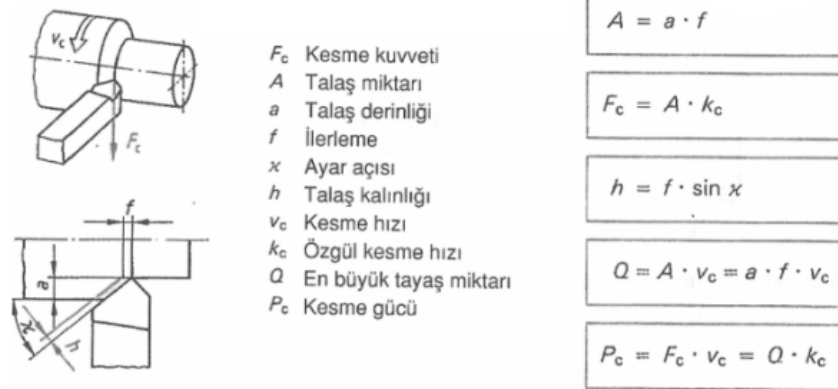 v_c
F_c
f
a
ϰ
h
F_c Kesme kuvveti
A Talaş miktarı
a Talaş derinliği
f İlerleme
ϰ Ayar açısı
h Talaş kalınlığı
v_c Kesme hızı
k_c Özgül kesme hızı
Q En büyük tayaş miktarı
P_c Kesme gücü
A = a · f
F_c = A · k_c
h = f · sin ϰ
Q = A · v_c = a · f · v_c
P_c = F_c · v_c = Q · k_c